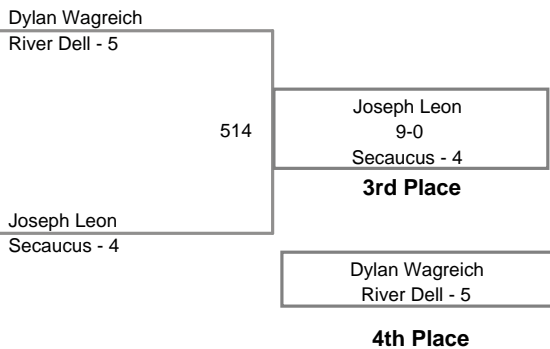 Dylan Wagreich
River Dell - 5
514
Joseph Leon
9-0
Secaucus - 4
3rd Place
Joseph Leon
Secaucus - 4
Dylan Wagreich
River Dell - 5
4th Place